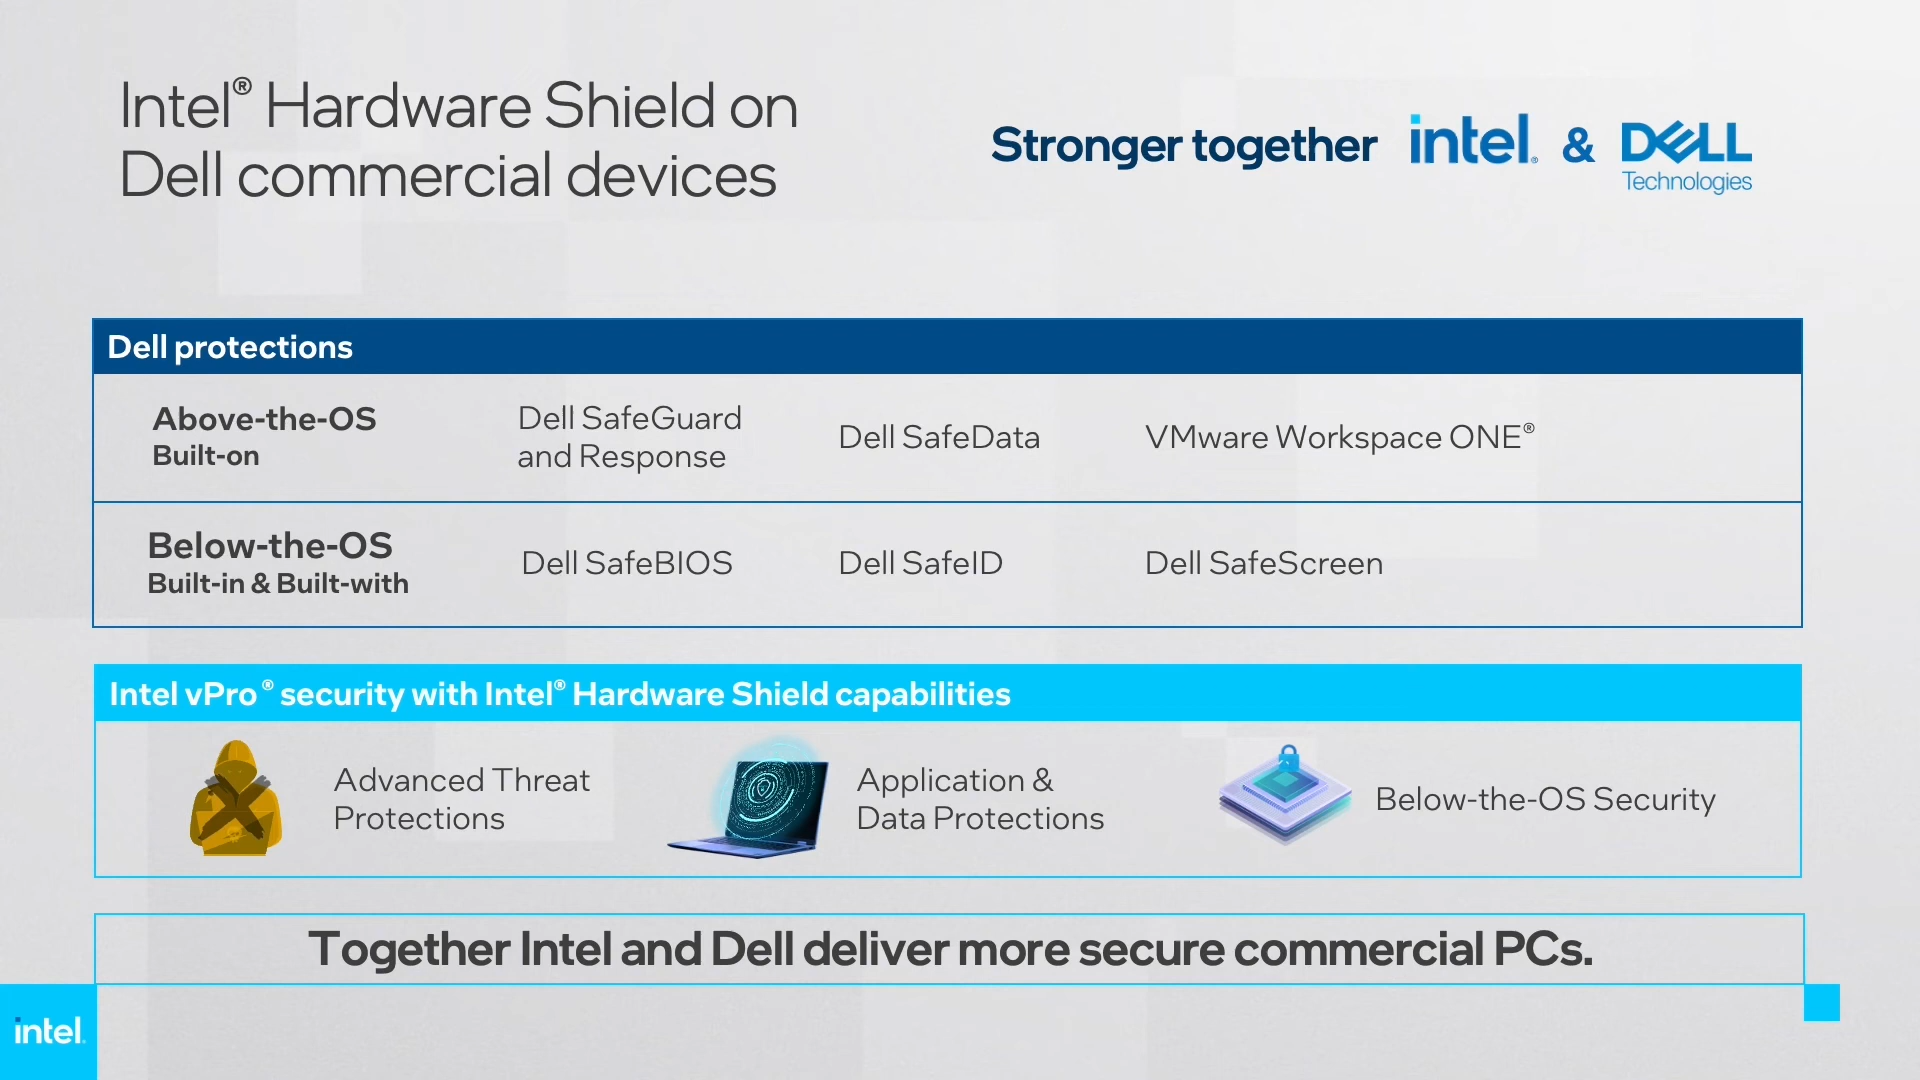 Intel® Hardware Shield on
Dell commercial devices
Stronger together intel® & DELL
Technologies
Dell protections
Above-the-OS
Built-on
Dell SafeGuard
and Response
Dell SafeData
VMware Workspace ONE®
Below-the-OS
Built-in & Built-with
Dell SafeBIOS
Dell SafeID
Dell SafeScreen
Intel vPro® security with Intel® Hardware Shield capabilities
Advanced Threat
Protections
Application &
Data Protections
Below-the-OS Security
Together Intel and Dell deliver more secure commercial PCs.
intel.